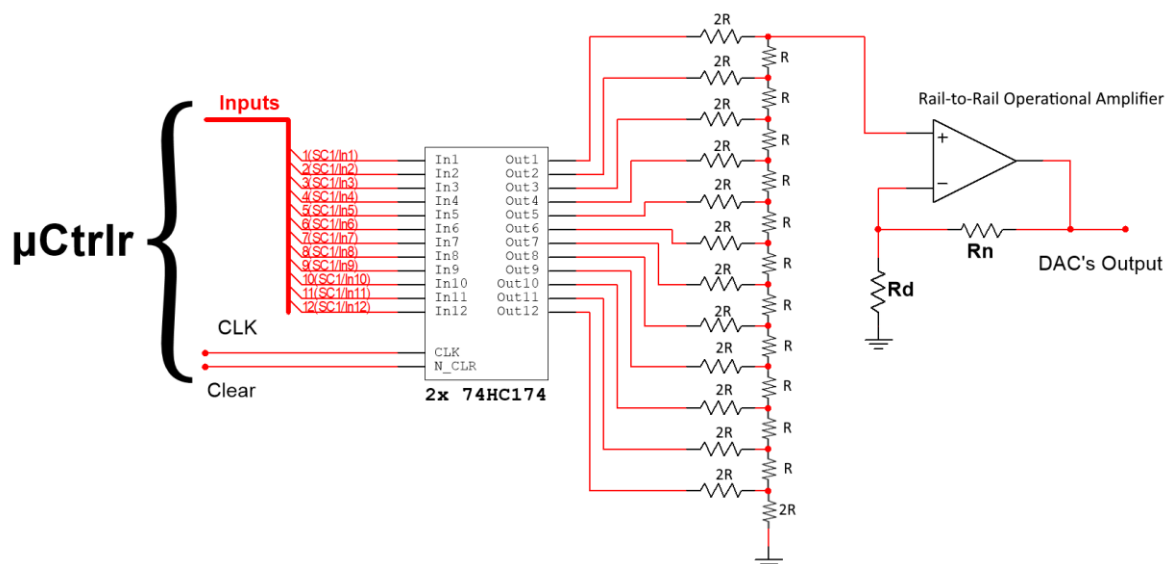 µCtrlr
Inputs
1(SC1/In1)
2(SC1/In2)
3(SC1/In3)
4(SC1/In4)
5(SC1/In5)
6(SC1/In6)
7(SC1/In7)
8(SC1/In8)
9(SC1/In9)
10(SC1/In10)
11(SC1/In11)
12(SC1/In12)
CLK
Clear
In1 Out1
In2 Out2
In3 Out3
In4 Out4
In5 Out5
In6 Out6
In7 Out7
In8 Out8
In9 Out9
In10 Out10
In11 Out11
In12 Out12
CLK
N_CLR
2x 74HC174
2R
R
2R
R
2R
R
2R
R
2R
R
2R
R
2R
R
2R
R
2R
R
2R
R
2R
R
2R
2R
Rail-to-Rail Operational Amplifier
+
−
Rn
Rd
DAC's Output